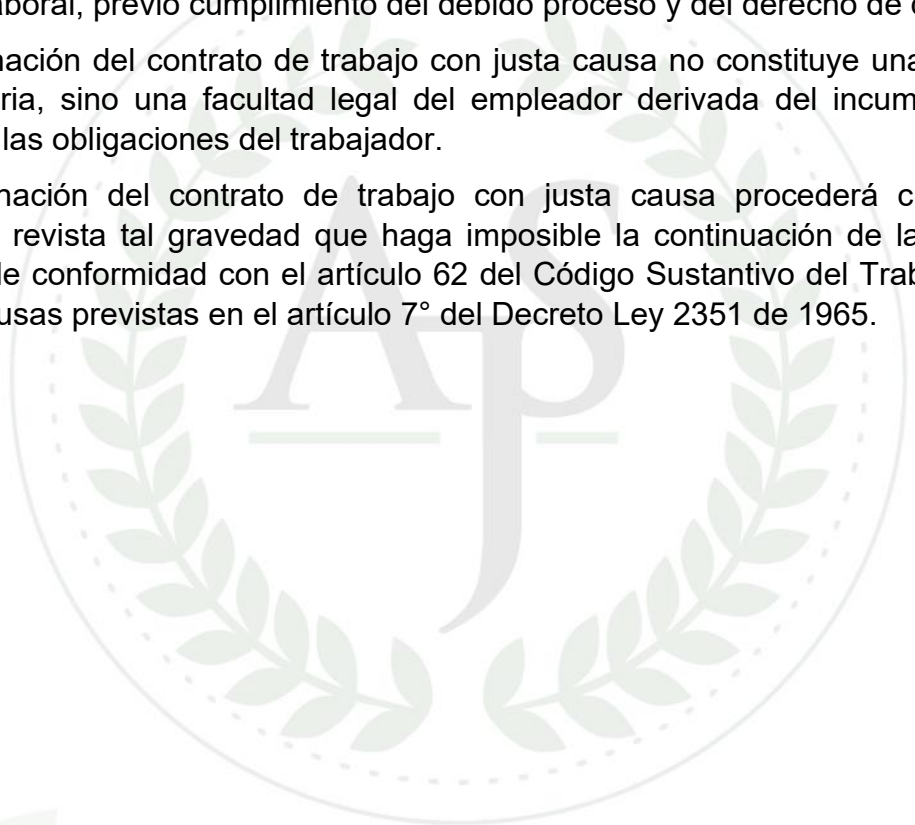 aboral, previo cumplimiento del debido proceso y del derecho de
nación del contrato de trabajo con justa causa no constituye una
ria, sino una facultad legal del empleador derivada del incum
las obligaciones del trabajador.
nación del contrato de trabajo con justa causa procederá c
revista tal gravedad que haga imposible la continuación de la
de conformidad con el artículo 62 del Código Sustantivo del Trab
usas previstas en el artículo 7° del Decreto Ley 2351 de 1965.
APS
J